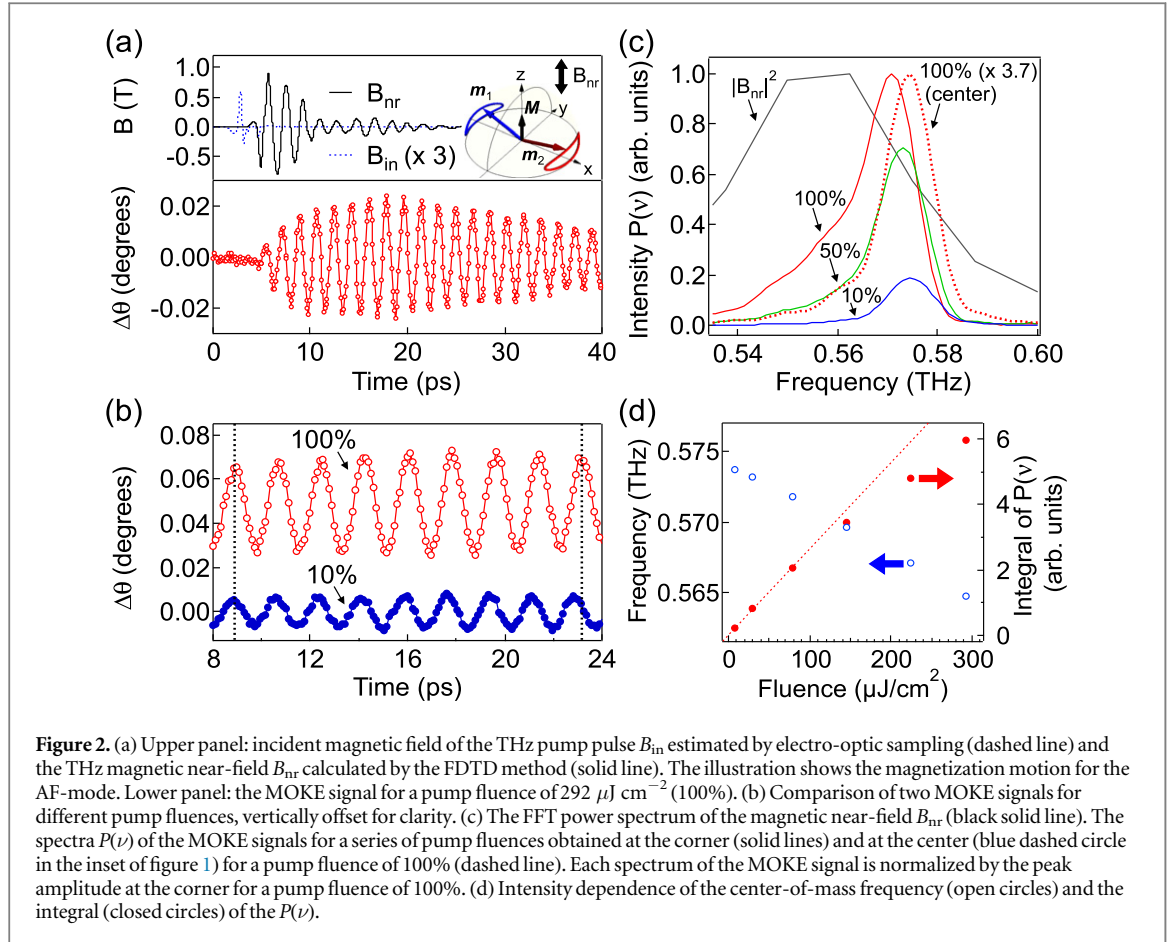 (a)
B (T)
1.0
0.5
0.0
-0.5
B_nr
B_in (x 3)
z
B_nr
m_1
M
y
m_2
x
Δθ (degrees)
0.02
0.00
-0.02
0 10 20 30 40
Time (ps)
(b)
Δθ (degrees)
0.08
0.06
0.04
0.02
0.00
100%
10%
8 12 16 20 24
Time (ps)
(c)
Intensity P(ν) (arb. units)
1.0
0.8
0.6
0.4
0.2
0.0
|B_nr|^2
100% (x 3.7)
(center)
100%
50%
10%
0.54 0.56 0.58 0.60
Frequency (THz)
(d)
Frequency (THz)
0.575
0.570
0.565
6
4
2
0
Integral of P(ν)
(arb. units)
0 100 200 300
Fluence (μJ/cm^2)
Figure 2. (a) Upper panel: incident magnetic field of the THz pump pulse B_in estimated by electro-optic sampling (dashed line) and
the THz magnetic near-field B_nr calculated by the FDTD method (solid line). The illustration shows the magnetization motion for the
AF-mode. Lower panel: the MOKE signal for a pump fluence of 292 μJ cm^−2 (100%). (b) Comparison of two MOKE signals for
different pump fluences, vertically offset for clarity. (c) The FFT power spectrum of the magnetic near-field B_nr (black solid line). The
spectra P(ν) of the MOKE signals for a series of pump fluences obtained at the corner (solid lines) and at the center (blue dashed circle
in the inset of figure 1) for a pump fluence of 100% (dashed line). Each spectrum of the MOKE signal is normalized by the peak
amplitude at the corner for a pump fluence of 100%. (d) Intensity dependence of the center-of-mass frequency (open circles) and the
integral (closed circles) of the P(ν).